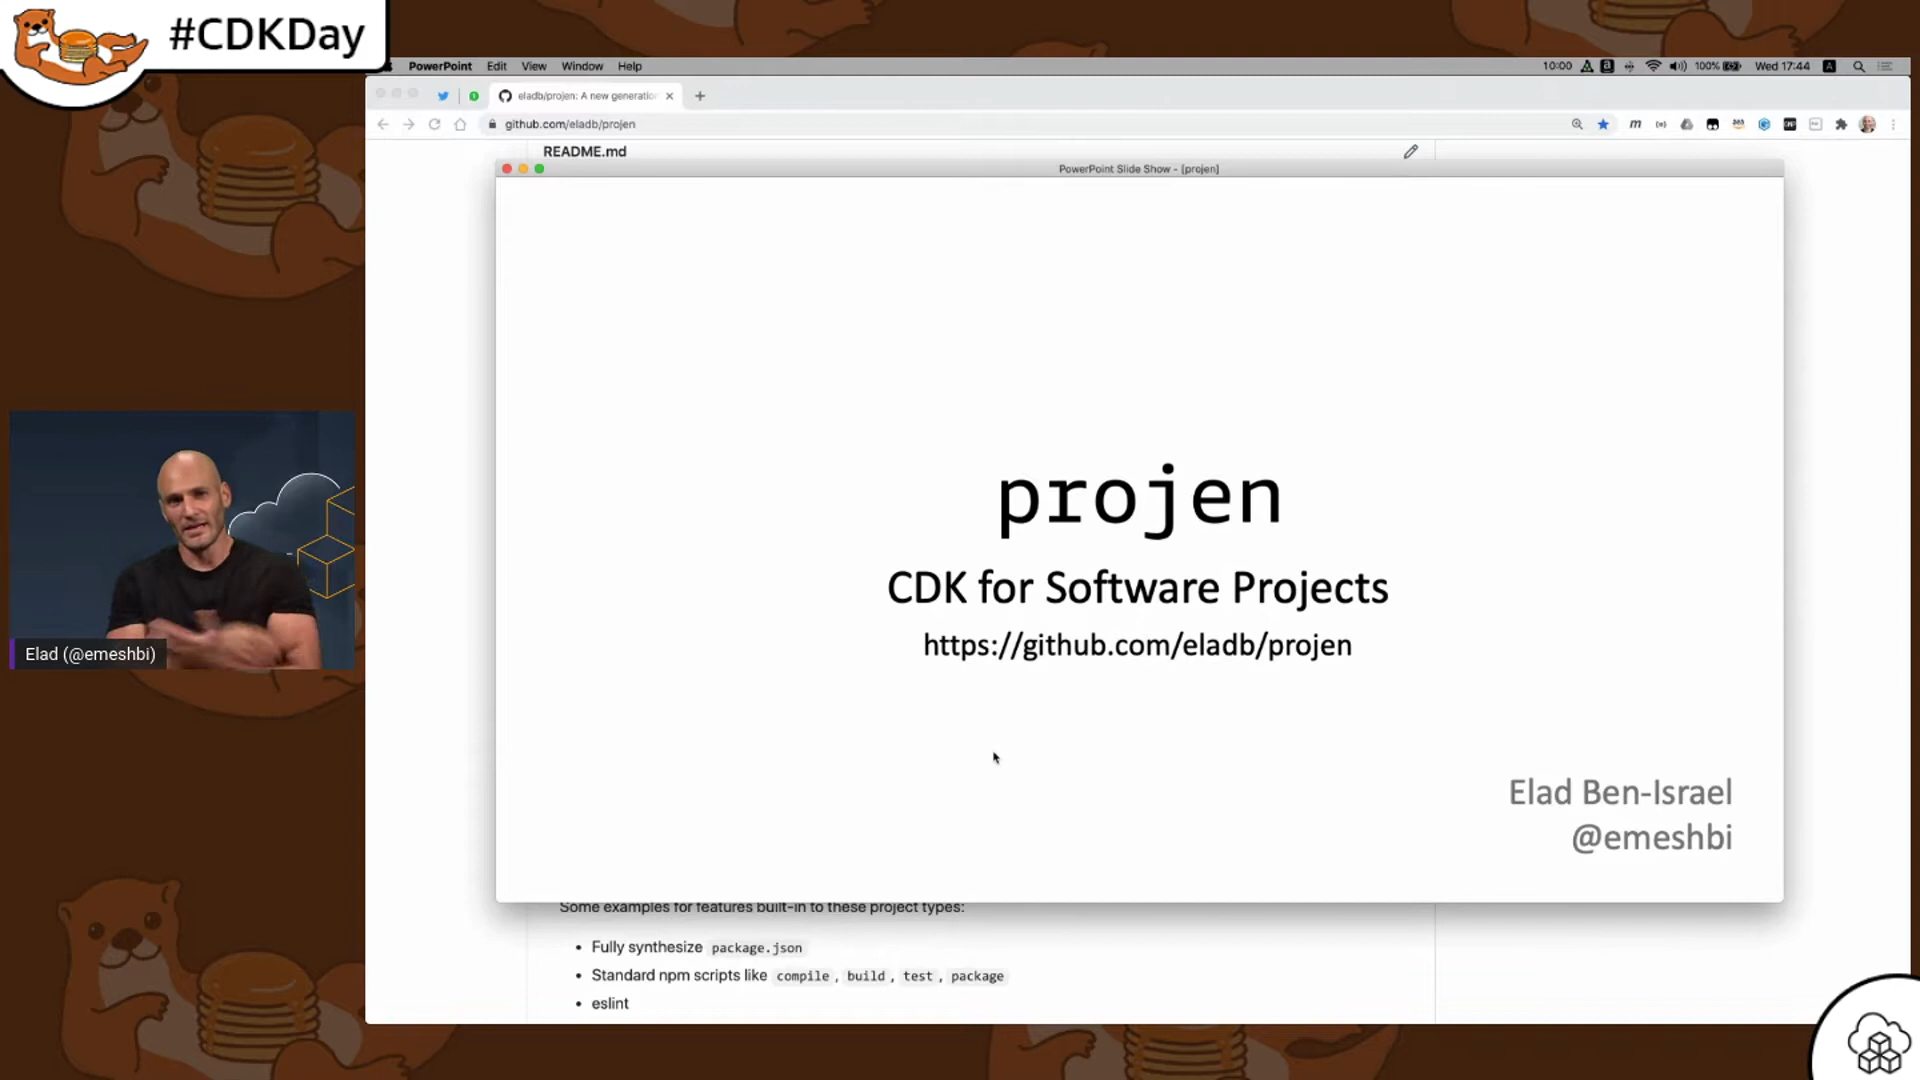 #CDKDay
PowerPoint Edit View Window Help
10:00 100% Wed 17:44
eladb/projen: A new generation
github.com/eladb/projen
README.md
PowerPoint Slide Show - [projen]
projen
CDK for Software Projects
https://github.com/eladb/projen
Elad Ben-Israel
@emeshbi
Elad (@emeshbi)
Some examples for features built-in to these project types:
Fully synthesize package.json
Standard npm scripts like compile, build, test, package
eslint